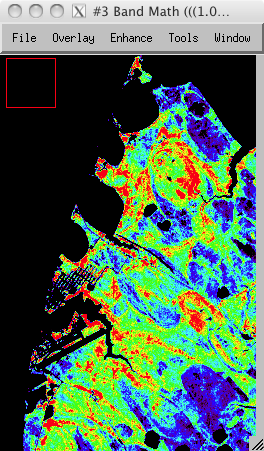 #3 Band Math (((1.0...
File Overlay Enhance Tools Window